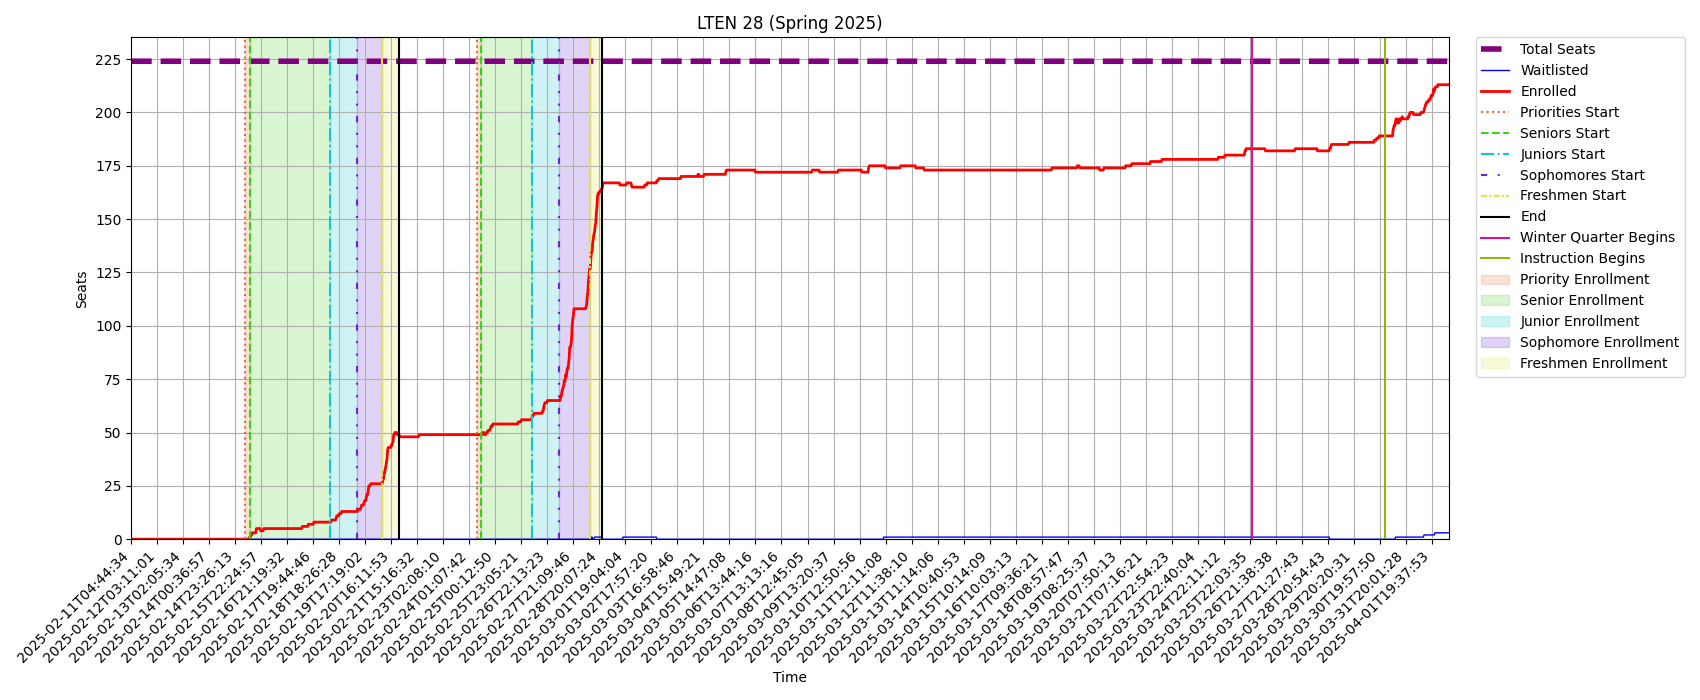 LTEN 28 (Spring 2025)
Seats
225
200
175
150
125
100
75
50
25
0
2025-02-11T04:44:34
2025-02-12T03:11:01
2025-02-13T02:05:34
2025-02-14T00:36:57
2025-02-14T23:26:13
2025-02-15T22:24:57
2025-02-16T21:19:32
2025-02-17T19:44:46
2025-02-18T18:26:28
2025-02-19T17:19:02
2025-02-20T16:11:53
2025-02-21T15:16:32
2025-02-23T02:08:10
2025-02-24T01:07:42
2025-02-25T00:12:50
2025-02-25T23:05:21
2025-02-26T22:13:23
2025-02-27T21:09:46
2025-02-28T20:07:24
2025-03-01T19:04:04
2025-03-02T17:57:20
2025-03-03T16:58:46
2025-03-04T15:49:21
2025-03-05T14:47:08
2025-03-06T13:44:16
2025-03-07T13:13:16
2025-03-08T12:45:05
2025-03-09T13:20:37
2025-03-10T12:50:56
2025-03-11T12:11:08
2025-03-12T11:38:10
2025-03-13T11:14:06
2025-03-14T10:40:53
2025-03-15T10:14:09
2025-03-16T10:03:13
2025-03-17T09:36:21
2025-03-18T08:57:47
2025-03-19T08:25:37
2025-03-20T07:50:13
2025-03-21T07:16:21
2025-03-22T22:54:23
2025-03-23T22:40:04
2025-03-24T22:11:12
2025-03-25T22:03:35
2025-03-26T21:38:38
2025-03-27T21:27:43
2025-03-28T20:54:43
2025-03-29T20:20:31
2025-03-30T19:57:50
2025-03-31T20:01:28
2025-04-01T19:37:53
Time
Total Seats
Waitlisted
Enrolled
Priorities Start
Seniors Start
Juniors Start
Sophomores Start
Freshmen Start
End
Winter Quarter Begins
Instruction Begins
Priority Enrollment
Senior Enrollment
Junior Enrollment
Sophomore Enrollment
Freshmen Enrollment